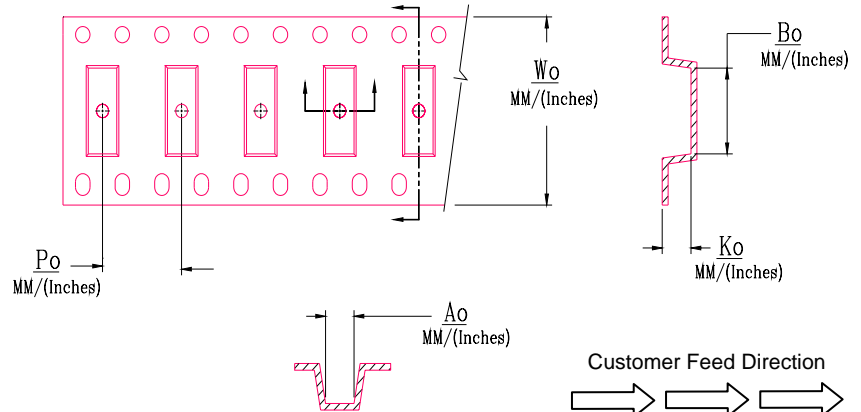 Wo
MM/(Inches)
Bo
MM/(Inches)
Po
MM/(Inches)
Ko
MM/(Inches)
Ao
MM/(Inches)
Customer Feed Direction